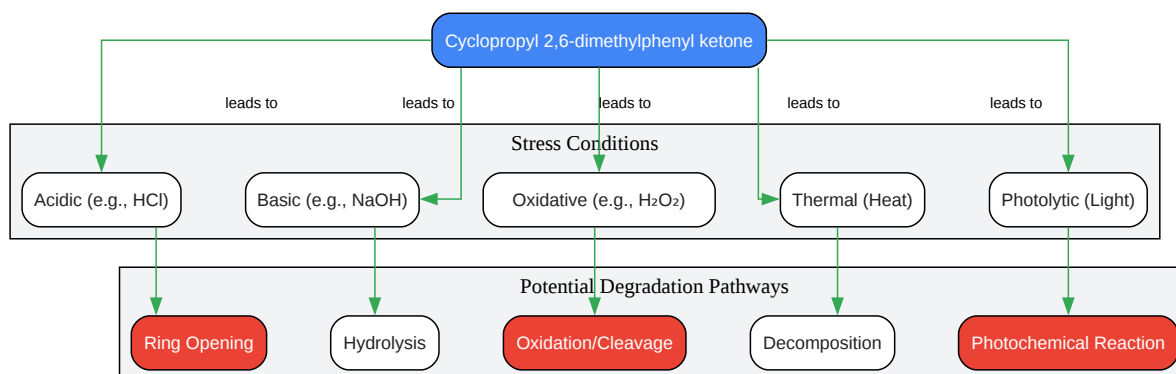 Cyclopropyl 2,6-dimethylphenyl ketone
leads to
leads to
leads to
leads to
leads to
Stress Conditions
Acidic (e.g., HCl)
Basic (e.g., NaOH)
Oxidative (e.g., H₂O₂)
Thermal (Heat)
Photolytic (Light)
Potential Degradation Pathways
Ring Opening
Hydrolysis
Oxidation/Cleavage
Decomposition
Photochemical Reaction